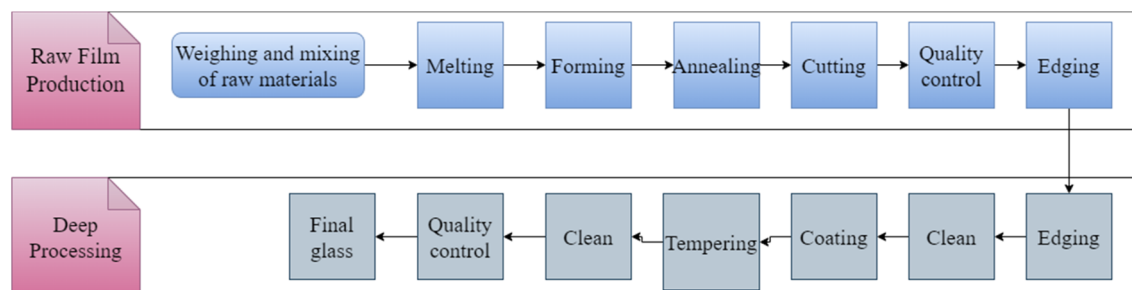 Raw Film
Production
Weighing and mixing
of raw materials
Melting
Forming
Annealing
Cutting
Quality
control
Edging
Deep
Processing
Final
glass
Quality
control
Clean
Tempering
Coating
Clean
Edging